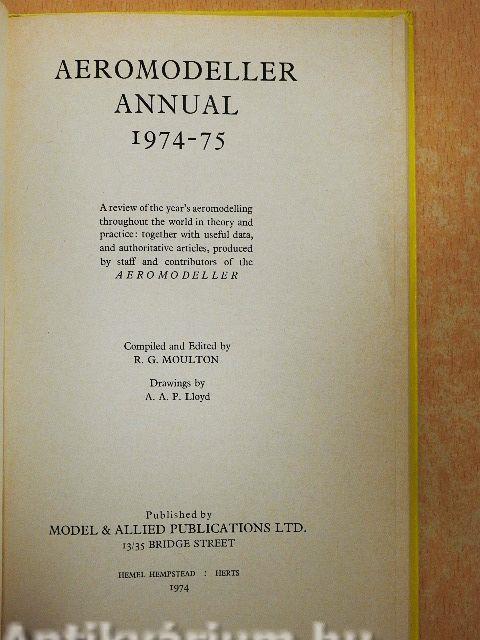 AEROMODELLER
ANNUAL
1974-75
A review of the year's aeromodelling
throughout the world in theory and
practice: together with useful data,
and authoritative articles, produced
by staff and contributors of the
AEROMODELLER
Compiled and Edited by
R. G. MOULTON
Drawings by
A. A. P. Lloyd
Published by
MODEL & ALLIED PUBLICATIONS LTD.
13/35 BRIDGE STREET
HEMEL HEMPSTEAD : HERTS
1974
Antikvárium.hu